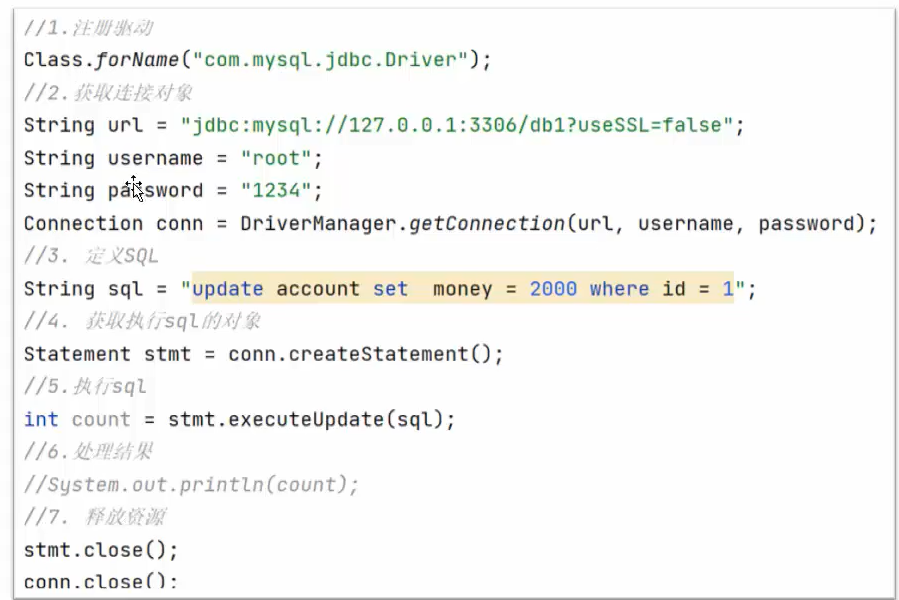 //1.注册驱动
Class.forName("com.mysql.jdbc.Driver");
//2.获取连接对象
String url = "jdbc:mysql://127.0.0.1:3306/db1?useSSL=false";
String username = "root";
String password = "1234";
Connection conn = DriverManager.getConnection(url, username, password);
//3. 定义SQL
String sql = "update account set  money = 2000 where id = 1";
//4. 获取执行sql的对象
Statement stmt = conn.createStatement();
//5.执行sql
int count = stmt.executeUpdate(sql);
//6.处理结果
//System.out.println(count);
//7. 释放资源
stmt.close();
conn.close();